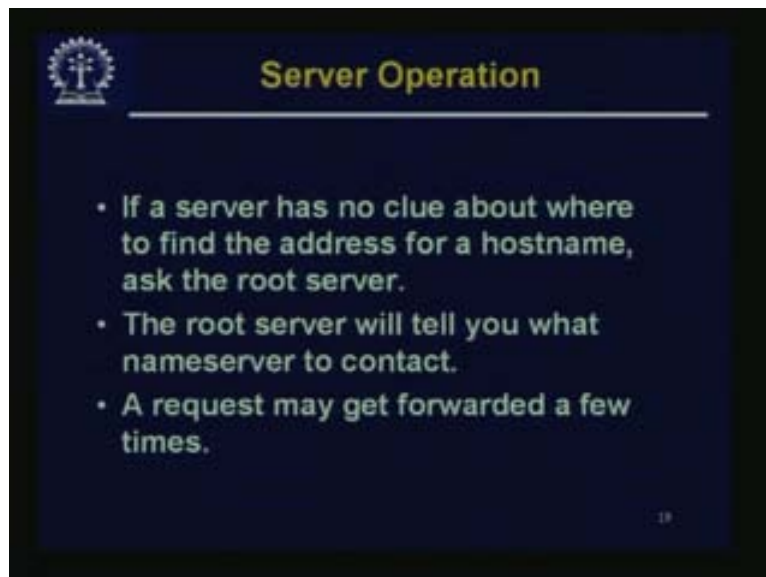 Server Operation
• If a server has no clue about where
to find the address for a hostname,
ask the root server.
• The root server will tell you what
nameserver to contact.
• A request may get forwarded a few
times.